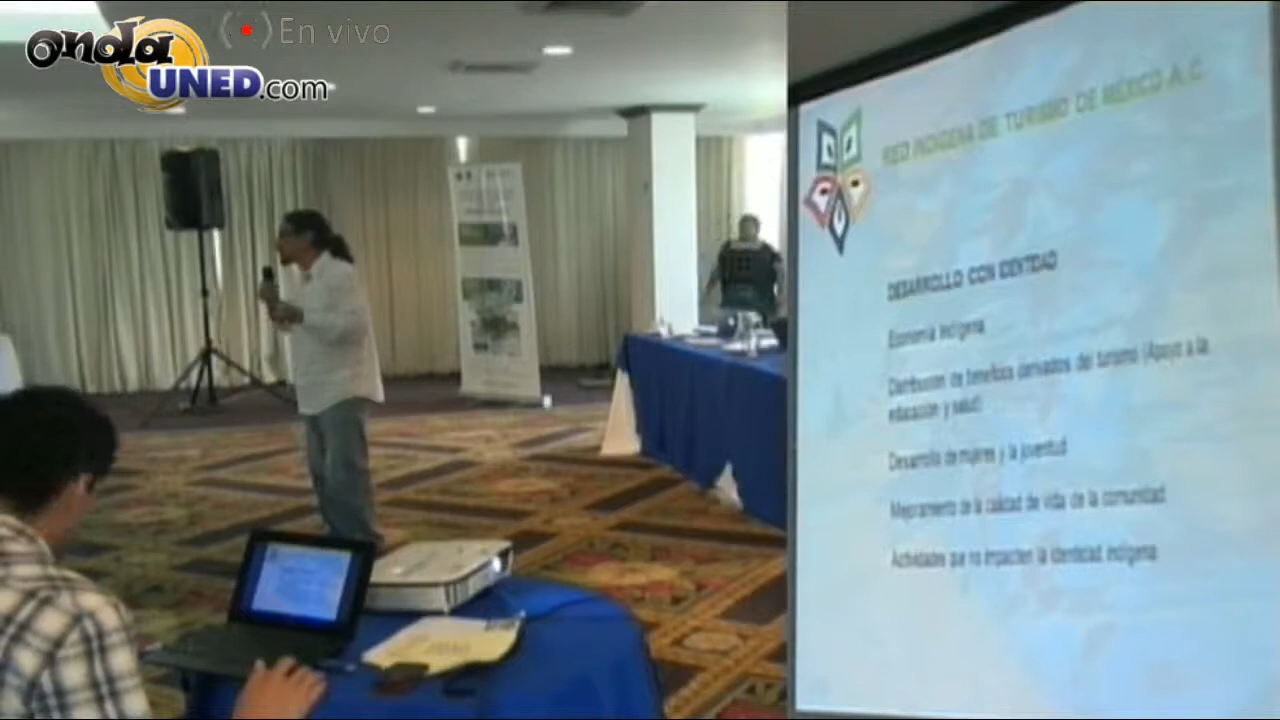 onda
UNED.com
(•) En vivo
RED INDIGENA DE TURISMO DE MÉXICO A.C.
DESARROLLO CON IDENTIDAD
Economía indígena
Distribución de beneficios derivados del turismo (Apoyo a la
educación y salud)
Desarrollo de mujeres y la joventud
Mejoramiento de la calidad de vida de la comunidad
Actividades que no impacten la identidad indígena